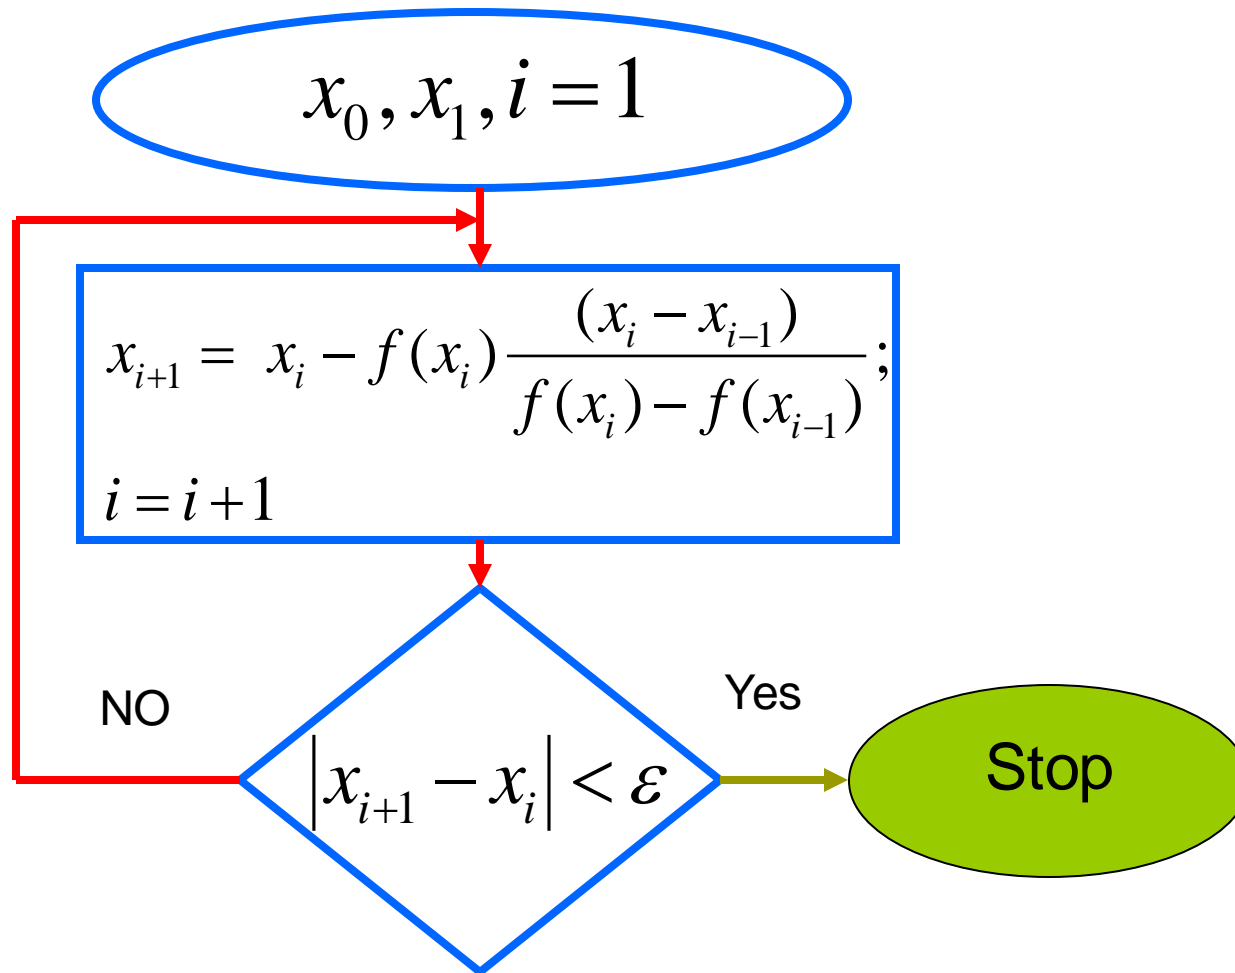 x₀, x₁, i = 1
xᵢ₊₁ = xᵢ − f(xᵢ) (xᵢ − xᵢ₋₁) / f(xᵢ) − f(xᵢ₋₁) ;
i = i + 1
NO
Yes
|xᵢ₊₁ − xᵢ| < ε
Stop